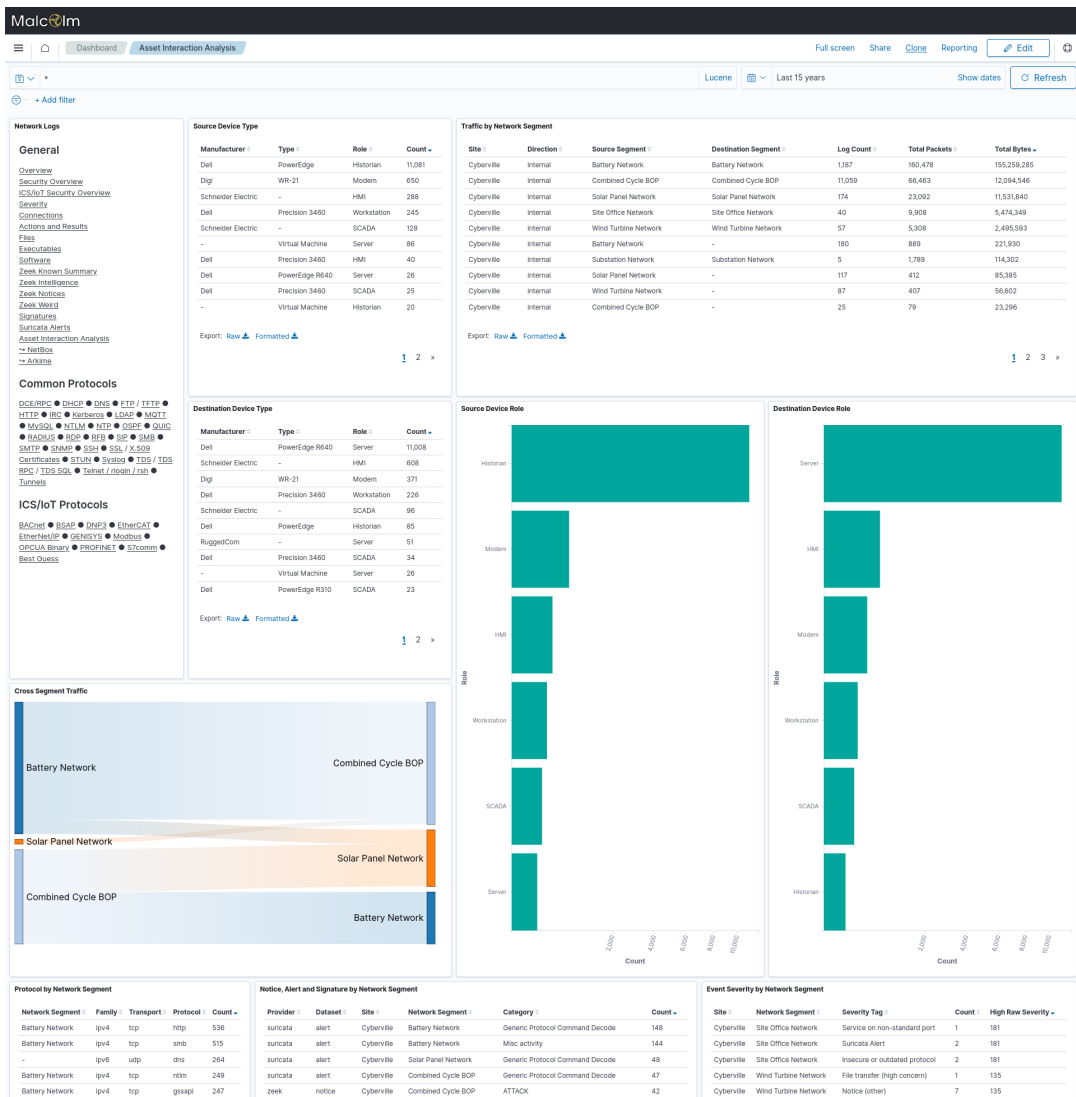 Malcolm
Dashboard Asset Interaction Analysis Full screen Share Clone Reporting Edit
* Lucene Last 15 years Show dates Refresh
+ Add filter
Network Logs
General
Overview
Security Overview
ICS/IoT Security Overview
Severity
Connections
Actions and Results
Files
Executables
Software
Zeek Known Summary
Zeek Intelligence
Zeek Notices
Zeek Weird
Signatures
Suricata Alerts
Asset Interaction Analysis
↪ NetBox
↪ Arkime
Common Protocols
DCE/RPC ● DHCP ● DNS ● FTP / TFTP ●
HTTP ● IRC ● Kerberos ● LDAP ● MQTT
● MySQL ● NTLM ● NTP ● OSPF ● QUIC
● RADIUS ● RDP ● RFB ● SIP ● SMB ●
SMTP ● SNMP ● SSH ● SSL / X.509
Certificates ● STUN ● Syslog ● TDS / TDS
RPC / TDS SQL ● Telnet / rlogin / rsh ●
Tunnels
ICS/IoT Protocols
BACnet ● BSAP ● DNP3 ● EtherCAT ●
EtherNet/IP ● GENISYS ● Modbus ●
OPCUA Binary ● PROFINET ● S7comm ●
Best Guess
Source Device Type
Manufacturer Type Role Count
Dell PowerEdge Historian 11,081
Digi WR-21 Modem 650
Schneider Electric - HMI 288
Dell Precision 3460 Workstation 245
Schneider Electric - SCADA 128
- Virtual Machine Server 86
Dell Precision 3460 HMI 40
Dell PowerEdge R640 Server 26
Dell Precision 3460 SCADA 25
- Virtual Machine Historian 20
Export: Raw Formatted
1 2 »
Traffic by Network Segment
Site Direction Source Segment Destination Segment Log Count Total Packets Total Bytes
Cyberville internal Battery Network Battery Network 1,187 160,478 155,259,285
Cyberville internal Combined Cycle BOP Combined Cycle BOP 11,059 66,463 12,094,546
Cyberville internal Solar Panel Network Solar Panel Network 174 23,092 11,531,840
Cyberville internal Site Office Network Site Office Network 40 9,908 5,474,349
Cyberville internal Wind Turbine Network Wind Turbine Network 57 5,308 2,495,593
Cyberville internal Battery Network - 180 889 221,930
Cyberville internal Substation Network Substation Network 5 1,789 114,302
Cyberville internal Solar Panel Network - 117 412 85,385
Cyberville internal Wind Turbine Network - 87 407 56,602
Cyberville internal Combined Cycle BOP - 25 79 23,296
Export: Raw Formatted
1 2 3 »
Destination Device Type
Manufacturer Type Role Count
Dell PowerEdge R640 Server 11,008
Schneider Electric - HMI 608
Digi WR-21 Modem 371
Dell Precision 3460 Workstation 226
Schneider Electric - SCADA 96
Dell PowerEdge Historian 85
RuggedCom - Server 51
Dell Precision 3460 SCADA 34
- Virtual Machine Server 26
Dell PowerEdge R310 SCADA 23
Export: Raw Formatted
1 2 »
Source Device Role
Historian
Modem
HMI
Role
Workstation
SCADA
Server
2,000 4,000 6,000 8,000 10,000
Count
Destination Device Role
Server
HMI
Modem
Role
Workstation
SCADA
Historian
2,000 4,000 6,000 8,000 10,000
Count
Cross Segment Traffic
Battery Network Combined Cycle BOP
Solar Panel Network
Solar Panel Network
Combined Cycle BOP
Battery Network
Protocol by Network Segment
Network Segment Family Transport Protocol Count
Battery Network ipv4 tcp http 536
Battery Network ipv4 tcp smb 515
- ipv6 udp dns 264
Battery Network ipv4 tcp ntlm 249
Battery Network ipv4 tcp gssapi 247
Notice, Alert and Signature by Network Segment
Provider Dataset Site Network Segment Category Count
suricata alert Cyberville Battery Network Generic Protocol Command Decode 148
suricata alert Cyberville Battery Network Misc activity 144
suricata alert Cyberville Solar Panel Network Generic Protocol Command Decode 48
suricata alert Cyberville Combined Cycle BOP Generic Protocol Command Decode 47
zeek notice Cyberville Combined Cycle BOP ATTACK 42
Event Severity by Network Segment
Site Network Segment Severity Tag Count High Raw Severity
Cyberville Site Office Network Service on non-standard port 1 181
Cyberville Site Office Network Suricata Alert 2 181
Cyberville Site Office Network Insecure or outdated protocol 2 181
Cyberville Wind Turbine Network File transfer (high concern) 1 135
Cyberville Wind Turbine Network Notice (other) 7 135